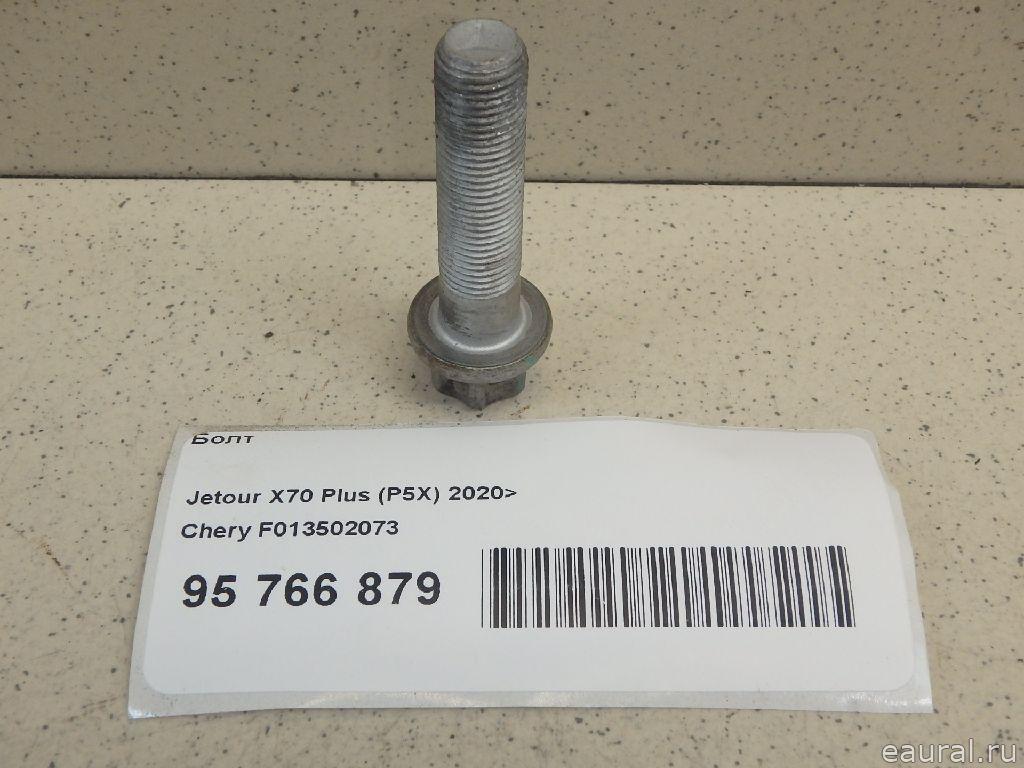 Болт
Jetour X70 Plus (P5X) 2020>
Chery F013502073
95 766 879
eaural.ru